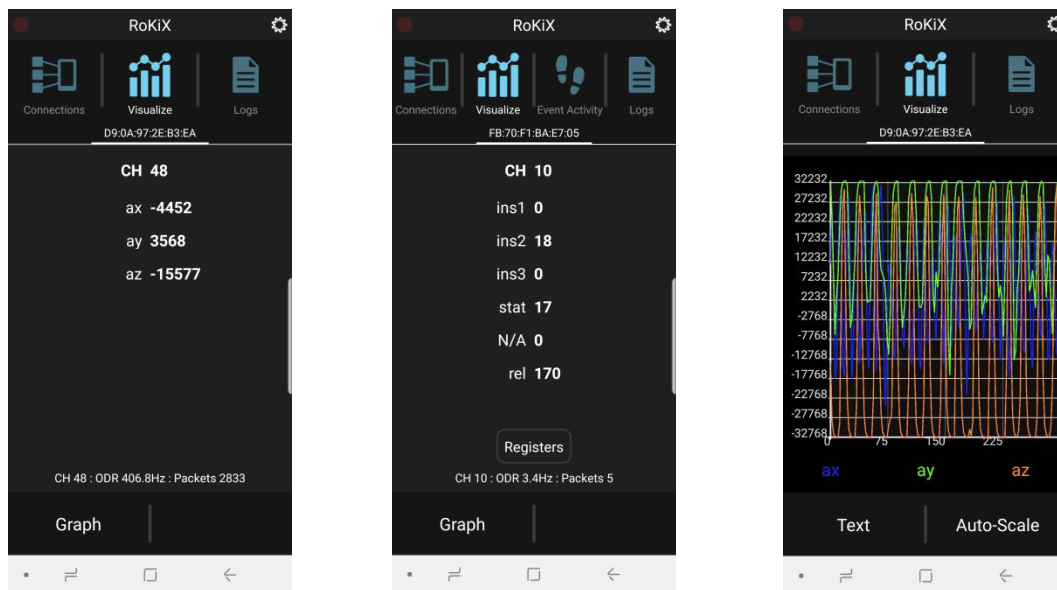 RoKiX
Connections Visualize Logs
D9:0A:97:2E:B3:EA
CH 48
ax -4452
ay 3568
az -15577
CH 48 : ODR 406.8Hz : Packets 2833
Graph
RoKiX
Connections Visualize Event Activity Logs
FB:70:F1:BA:E7:05
CH 10
ins1 0
ins2 18
ins3 0
stat 17
N/A 0
rel 170
Registers
CH 10 : ODR 3.4Hz : Packets 5
Graph
RoKiX
Connections Visualize Logs
D9:0A:97:2E:B3:EA
32232
27232
22232
17232
12232
7232
2232
-2768
-7768
-12768
-17768
-22768
-27768
-32768
0 75 150 225
ax ay az
Text Auto-Scale